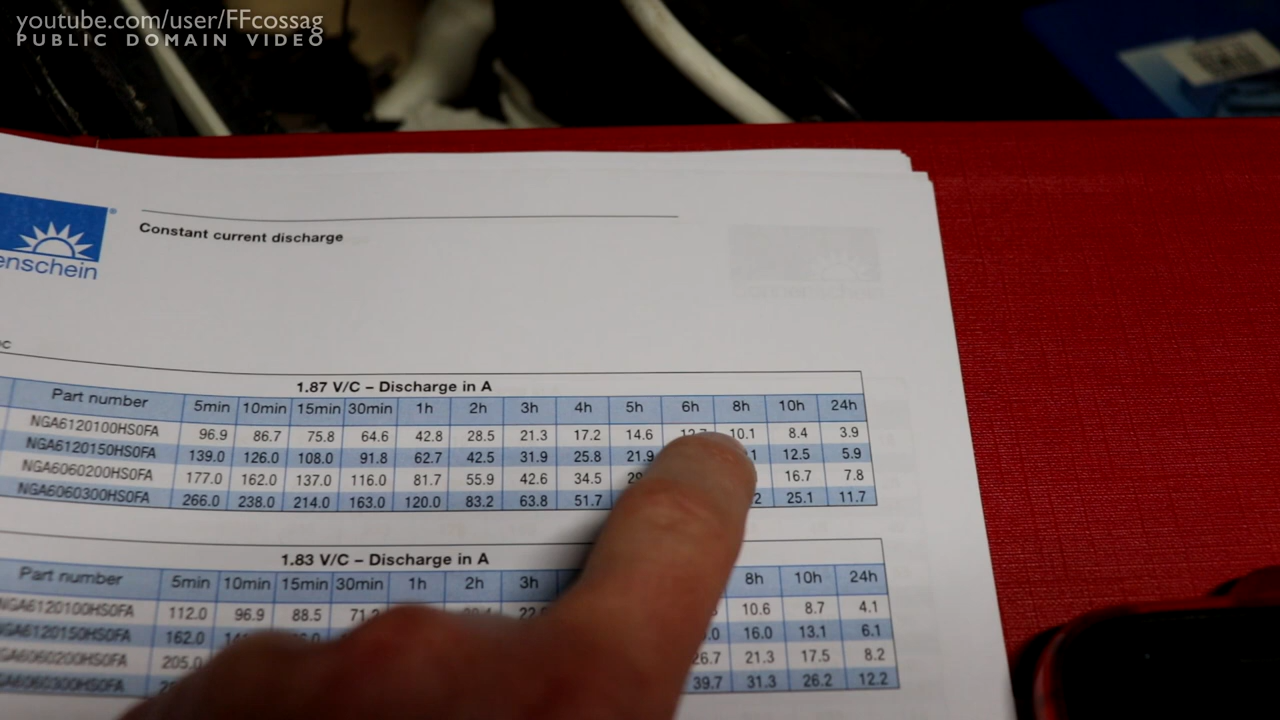 youtube.com/user/FFcossag
PUBLIC DOMAIN VIDEO
enschein
Constant current discharge
1.87 V/C – Discharge in A
Part number 5min 10min 15min 30min 1h 2h 3h 4h 5h 6h 8h 10h 24h
NGA6120100HS0FA 96.9 86.7 75.8 64.6 42.8 28.5 21.3 17.2 14.6 10.1 8.4 3.9
NGA6120150HS0FA 139.0 126.0 108.0 91.8 62.7 42.5 31.9 25.8 21.9 12.5 5.9
NGA6060200HS0FA 177.0 162.0 137.0 116.0 81.7 55.9 42.6 34.5 16.7 7.8
NGA6060300HS0FA 266.0 238.0 214.0 163.0 120.0 83.2 63.8 51.7 25.1 11.7
1.83 V/C – Discharge in A
Part number 5min 10min 15min 30min 1h 2h 3h 8h 10h 24h
NGA6120100HS0FA 112.0 96.9 88.5 10.6 8.7 4.1
NGA6120150HS0FA 162.0 16.0 13.1 6.1
GA6060200HS0FA 205.0 26.7 21.3 17.5 8.2
GA6060300HS0FA 39.7 31.3 26.2 12.2